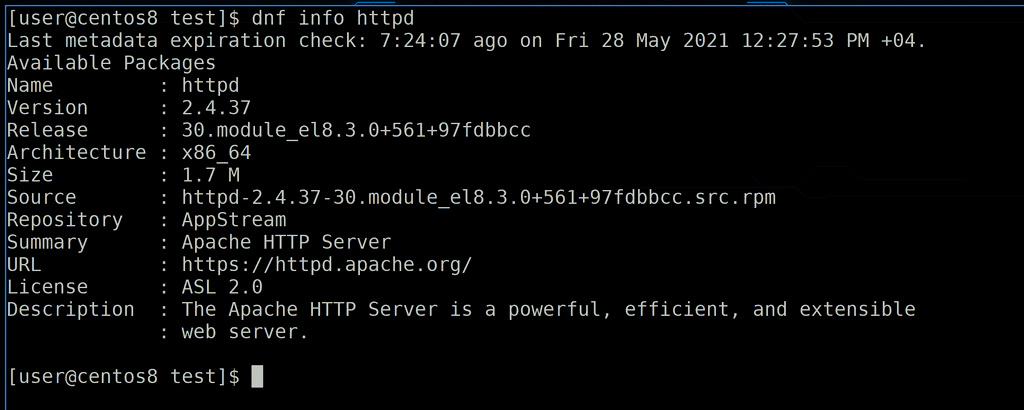 [user@centos8 test]$ dnf info httpd
Last metadata expiration check: 7:24:07 ago on Fri 28 May 2021 12:27:53 PM +04.
Available Packages
Name         : httpd
Version      : 2.4.37
Release      : 30.module_el8.3.0+561+97fdbbcc
Architecture : x86_64
Size         : 1.7 M
Source       : httpd-2.4.37-30.module_el8.3.0+561+97fdbbcc.src.rpm
Repository   : AppStream
Summary      : Apache HTTP Server
URL          : https://httpd.apache.org/
License      : ASL 2.0
Description  : The Apache HTTP Server is a powerful, efficient, and extensible
             : web server.
[user@centos8 test]$